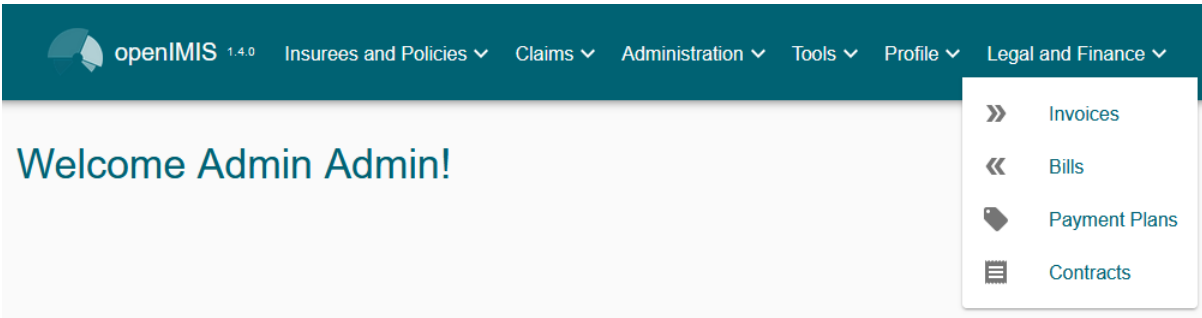 openIMIS 1.4.0 Insurees and Policies Claims Administration Tools Profile Legal and Finance
Welcome Admin Admin!
Invoices
Bills
Payment Plans
Contracts